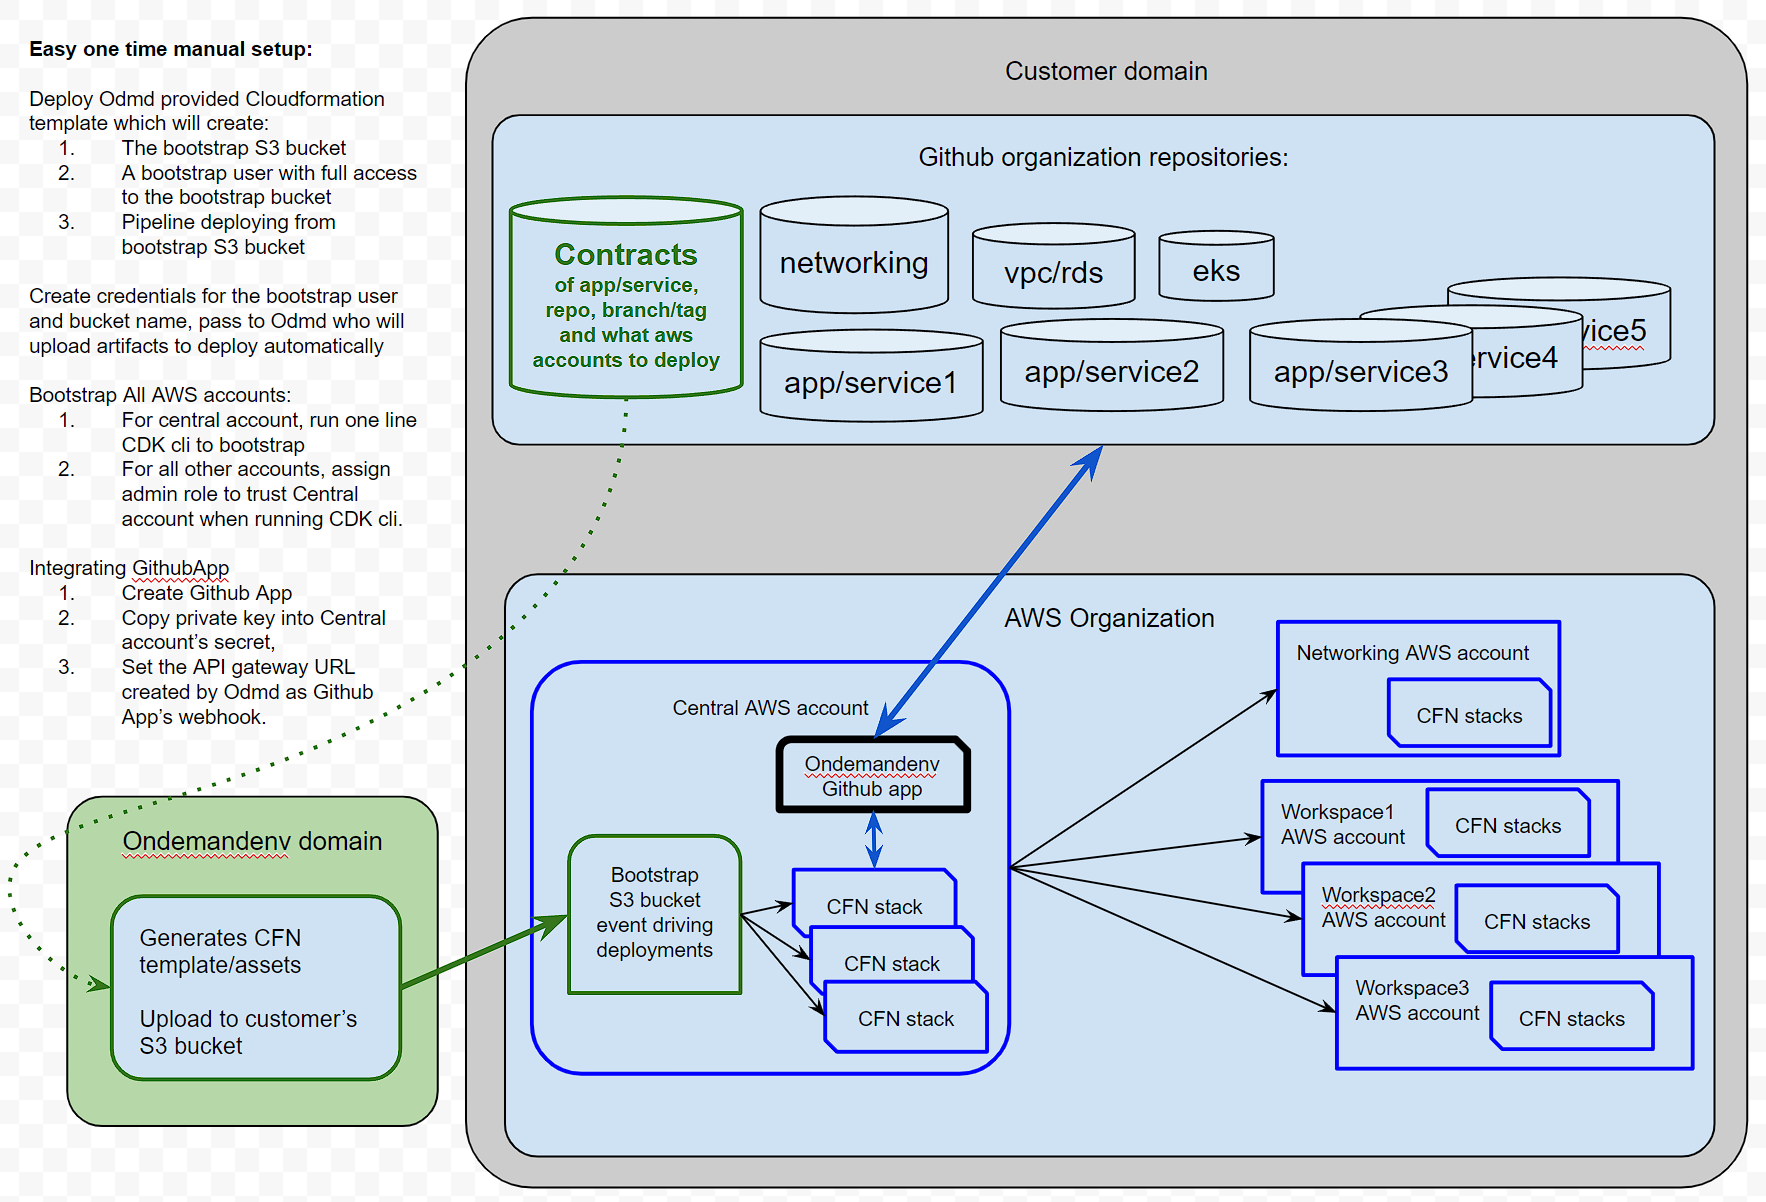 Easy one time manual setup:
Deploy Odmd provided Cloudformation
template which will create:
1. The bootstrap S3 bucket
2. A bootstrap user with full access
to the bootstrap bucket
3. Pipeline deploying from
bootstrap S3 bucket
Create credentials for the bootstrap user
and bucket name, pass to Odmd who will
upload artifacts to deploy automatically
Bootstrap All AWS accounts:
1. For central account, run one line
CDK cli to bootstrap
2. For all other accounts, assign
admin role to trust Central
account when running CDK cli.
Integrating GithubApp
1. Create Github App
2. Copy private key into Central
account's secret,
3. Set the API gateway URL
created by Odmd as Github
App's webhook.
Ondemandenv domain
Generates CFN
template/assets
Upload to customer's
S3 bucket
Customer domain
Github organization repositories:
Contracts
of app/service,
repo, branch/tag
and what aws
accounts to deploy
networking
vpc/rds
eks
app/service1
app/service2
app/service3
ervice4
vice5
AWS Organization
Central AWS account
Ondemandenv
Github app
Bootstrap
S3 bucket
event driving
deployments
CFN stack
CFN stack
CFN stack
Networking AWS account
CFN stacks
Workspace1
AWS account
CFN stacks
Workspace2
AWS account
CFN stacks
Workspace3
AWS account
CFN stacks